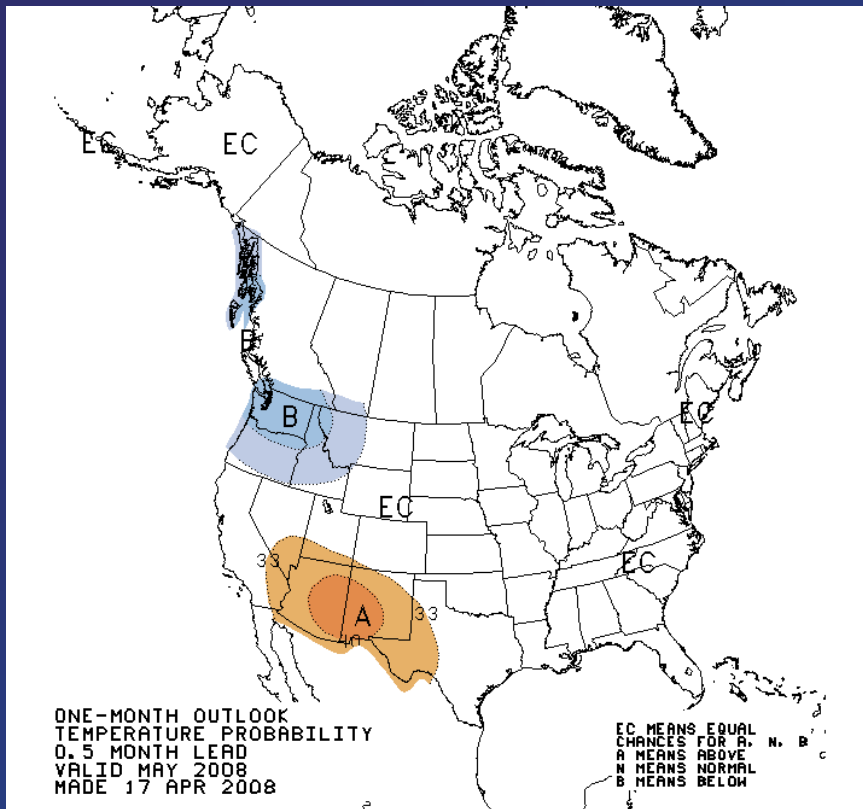 EC
EC
B
B
EC
EC
EC
33
A
33
40
ONE-MONTH OUTLOOK
TEMPERATURE PROBABILITY
0.5 MONTH LEAD
VALID MAY 2008
MADE 17 APR 2008
EC MEANS EQUAL
CHANCES FOR A, N, B
A MEANS ABOVE
N MEANS NORMAL
B MEANS BELOW